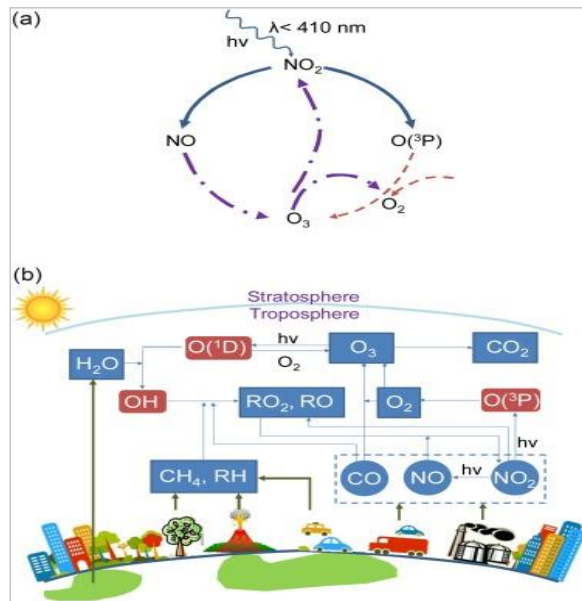 (a)
λ< 410 nm
hv
NO₂
NO
O(³P)
O₂
O₃
(b)
Stratosphere
Troposphere
O(¹D)
hv
O₂
O₃
CO₂
H₂O
OH
RO₂, RO
O₂
O(³P)
hv
CH₄, RH
CO
NO
hv
NO₂